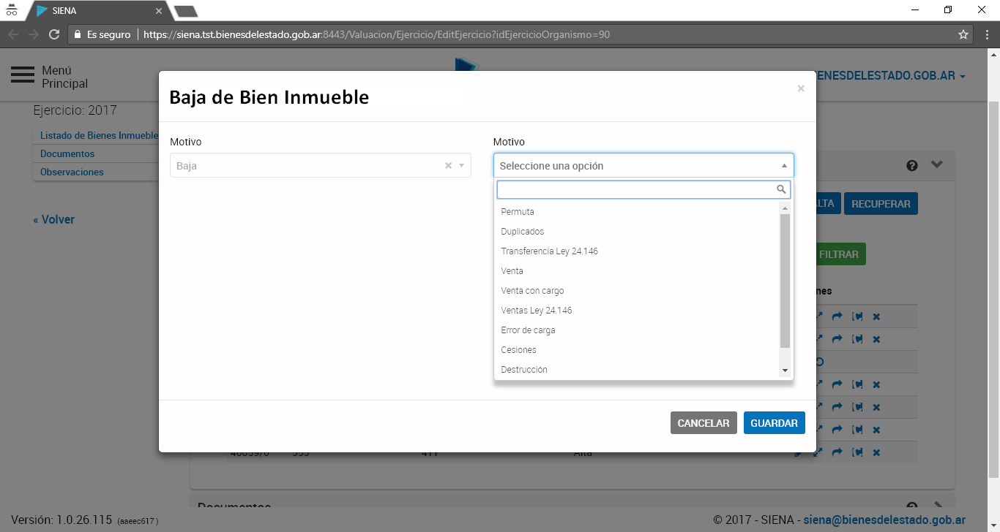 SIENA
Es seguro
https://siena.tst.bienesdelestado.gob.ar:8443/Valuacion/Ejercicio/EditEjercicio?idEjercicioOrganismo=90
Menú
Principal
ENESDELESTADO.GOB.AR
Ejercicio: 2017
Listado de Bienes Inmueble
Documentos
Observaciones
« Volver
Baja de Bien Inmueble
×
Motivo
Motivo
Baja
Seleccione una opción
Permuta
Duplicados
Transferencia Ley 24.146
Venta
Venta con cargo
Ventas Ley 24.146
Error de carga
Cesiones
Destrucción
CANCELAR
GUARDAR
LTA
RECUPERAR
FILTRAR
nes
411
Alta
Documentos
Versión: 1.0.26.115 (aaeec617)
© 2017 - SIENA - siena@bienesdelestado.gob.ar